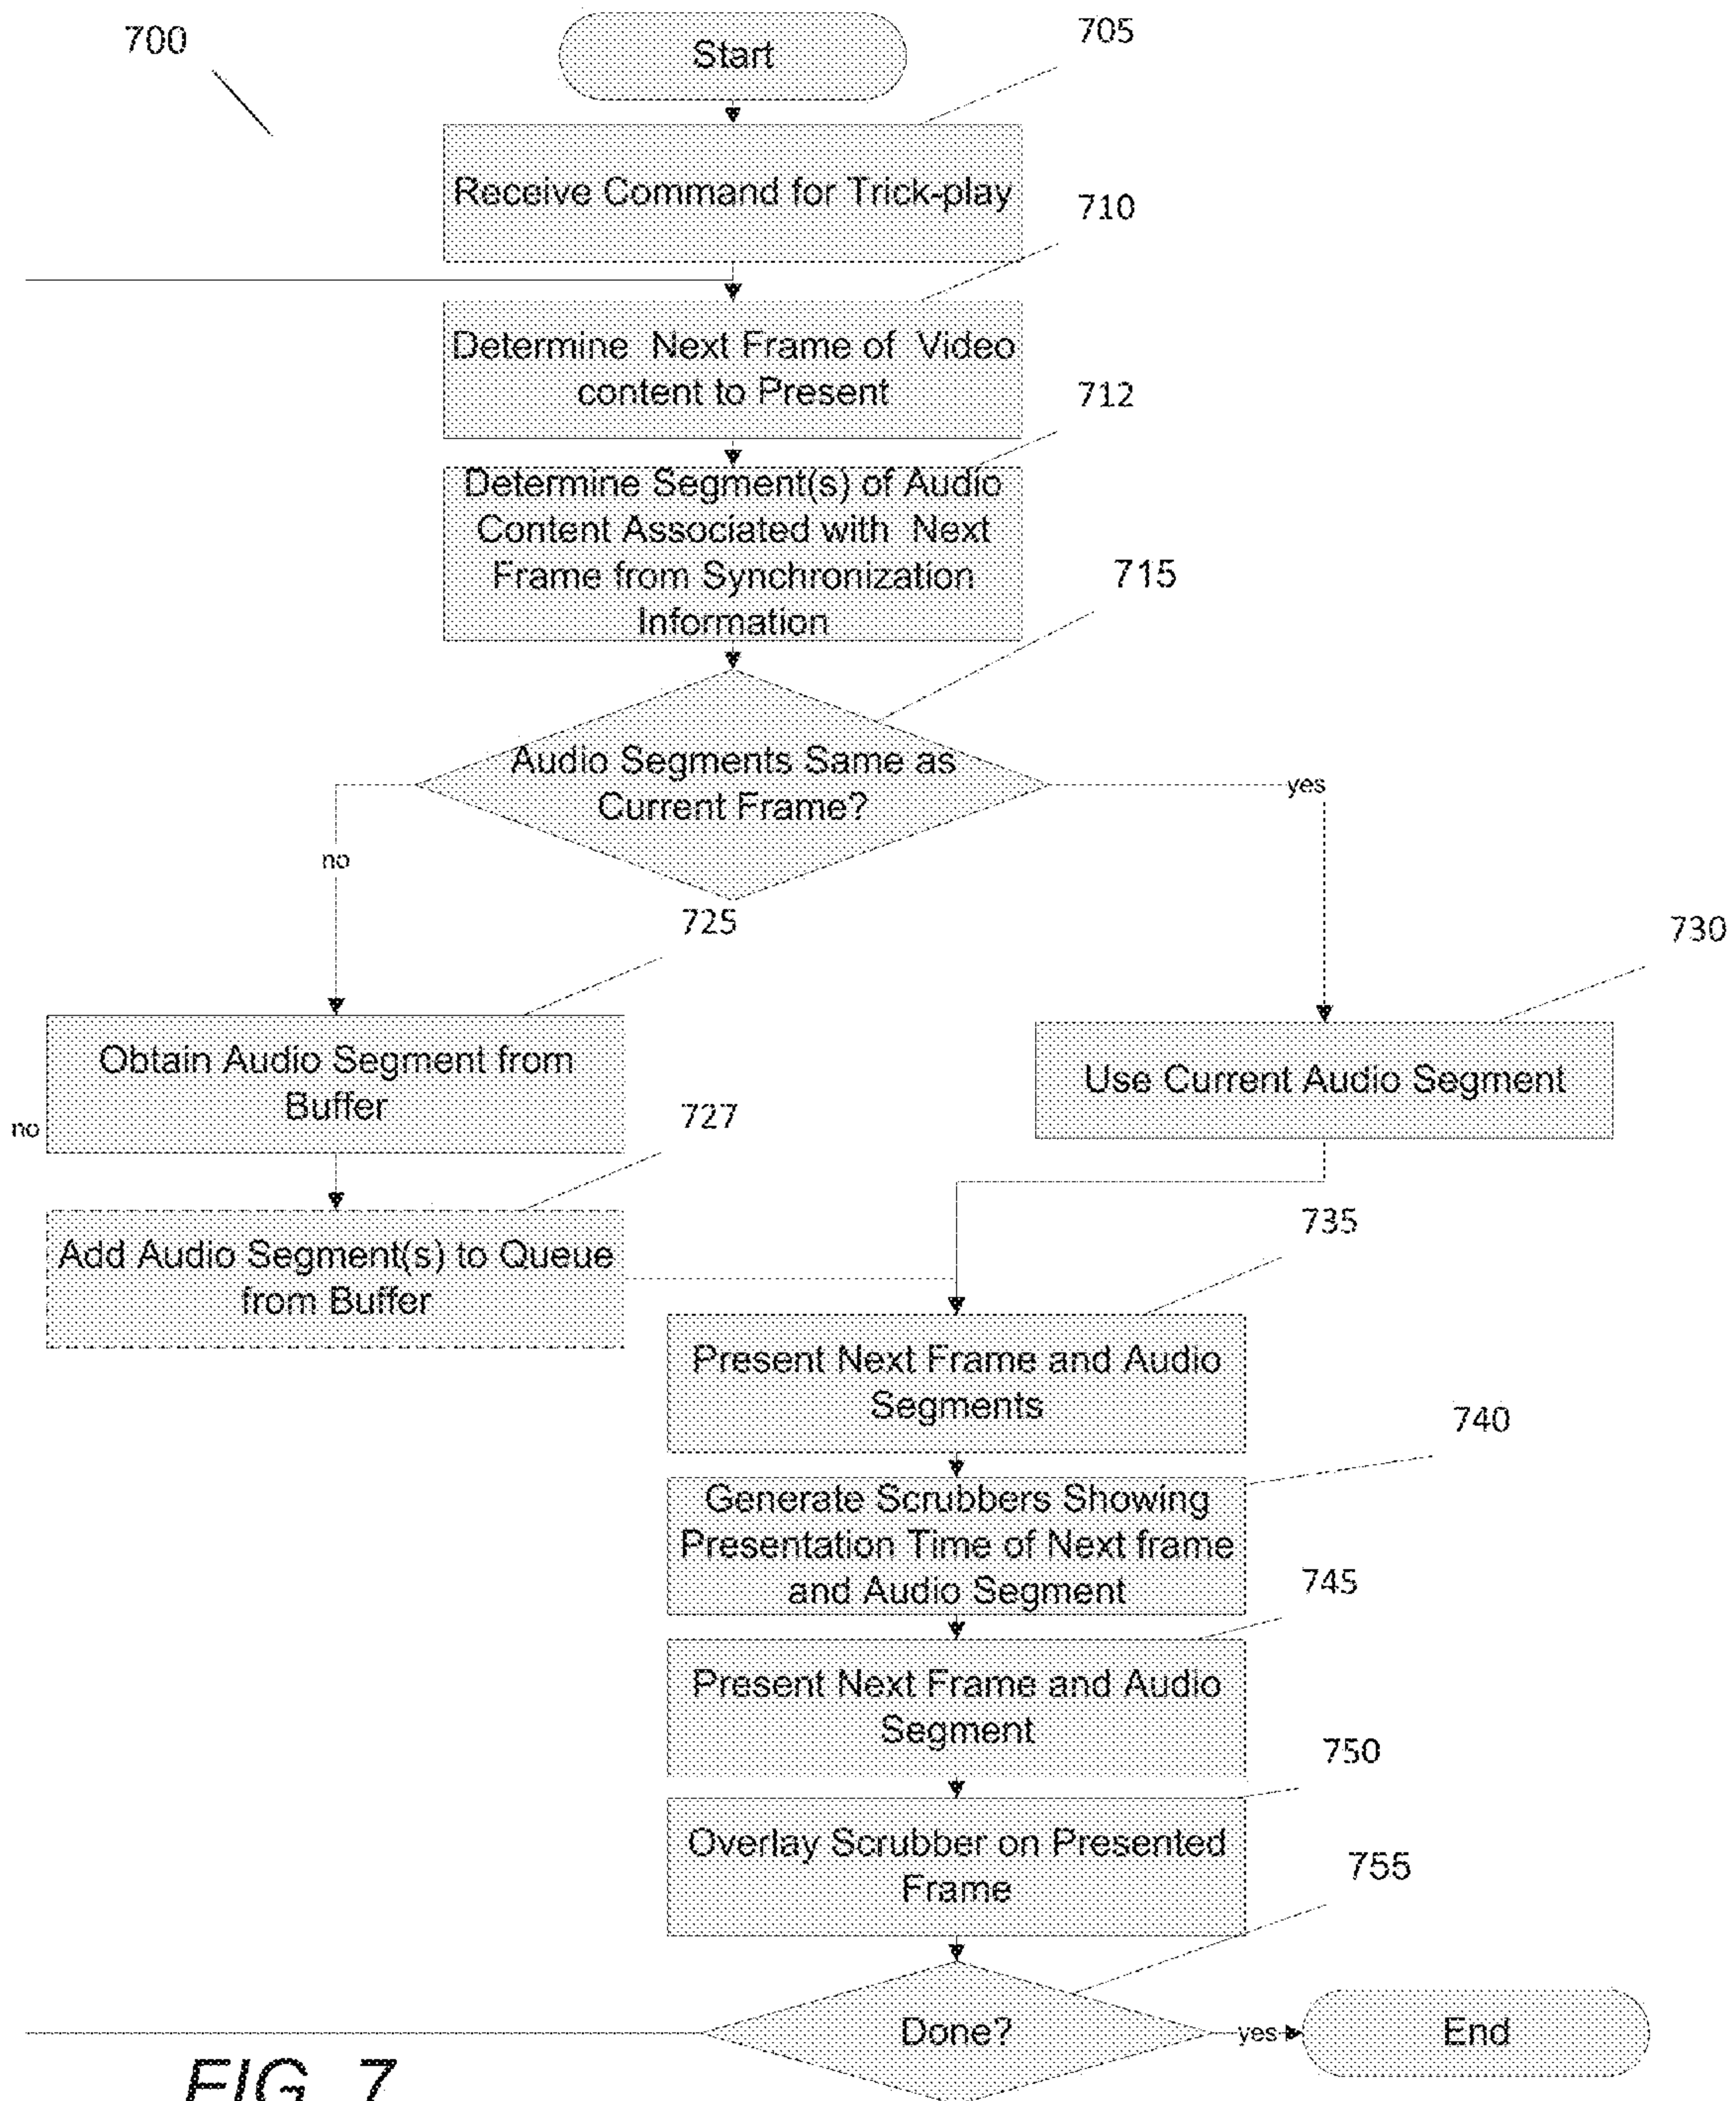 700
Start
705
Receive Command for Trick-play
710
Determine Next Frame of Video
content to Present
712
Determine Segment(s) of Audio
Content Associated with Next
Frame from Synchronization
Information
715
Audio Segments Same as
Current Frame?
yes
no
725
730
Obtain Audio Segment from
Buffer
Use Current Audio Segment
no
727
Add Audio Segment(s) to Queue
from Buffer
735
Present Next Frame and Audio
Segments
740
Generate Scrubbers Showing
Presentation Time of Next frame
and Audio Segment
745
Present Next Frame and Audio
Segment
750
Overlay Scrubber on Presented
Frame
755
Done?
yes
End
FIG. 7